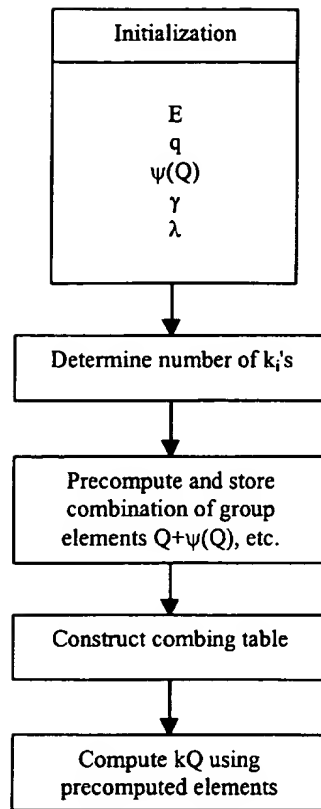 Initialization
E
q
ψ(Q)
γ
λ
Determine number of kᵢ's
Precompute and store
combination of group
elements Q+ψ(Q), etc.
Construct combing table
Compute kQ using
precomputed elements